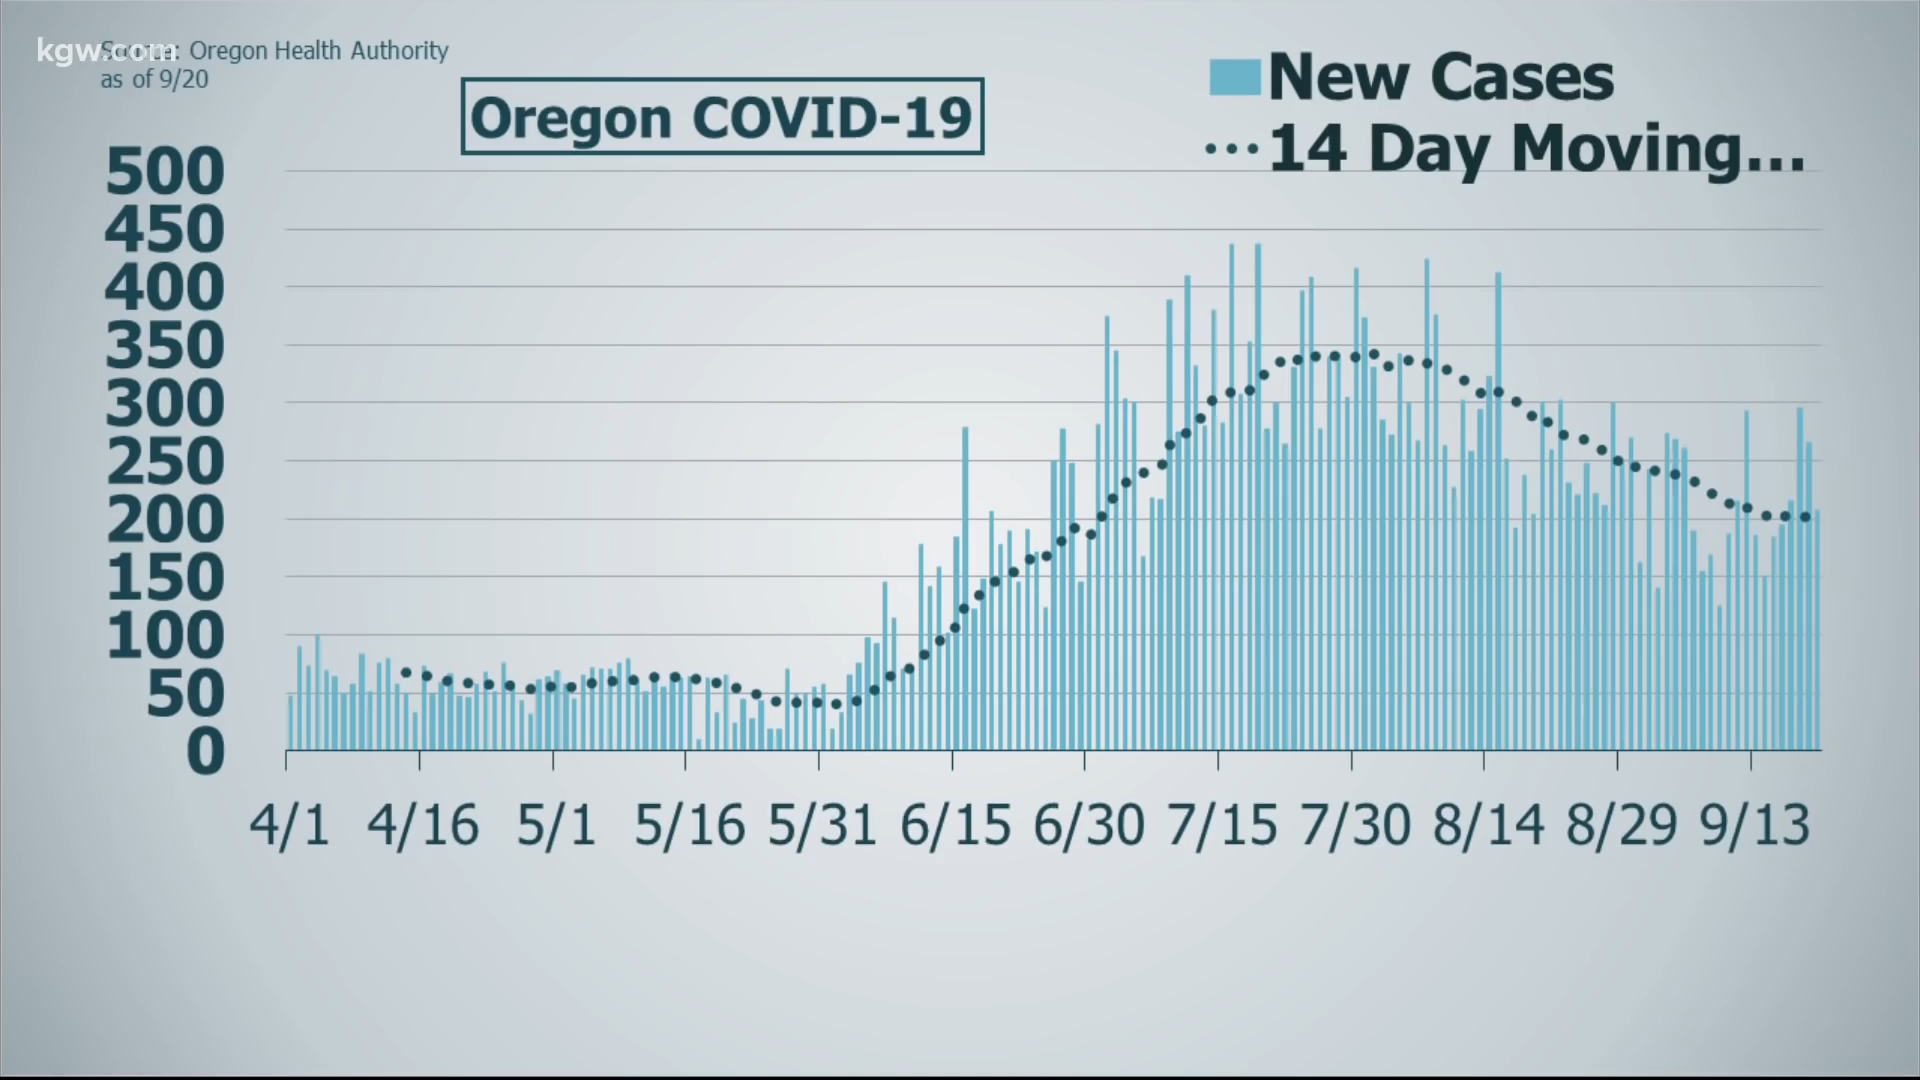 kgw.com
Source: Oregon Health Authority
as of 9/20
Oregon COVID-19
New Cases
14 Day Moving...
500
450
400
350
300
250
200
150
100
50
0
4/1 4/16 5/1 5/16 5/31 6/15 6/30 7/15 7/30 8/14 8/29 9/13